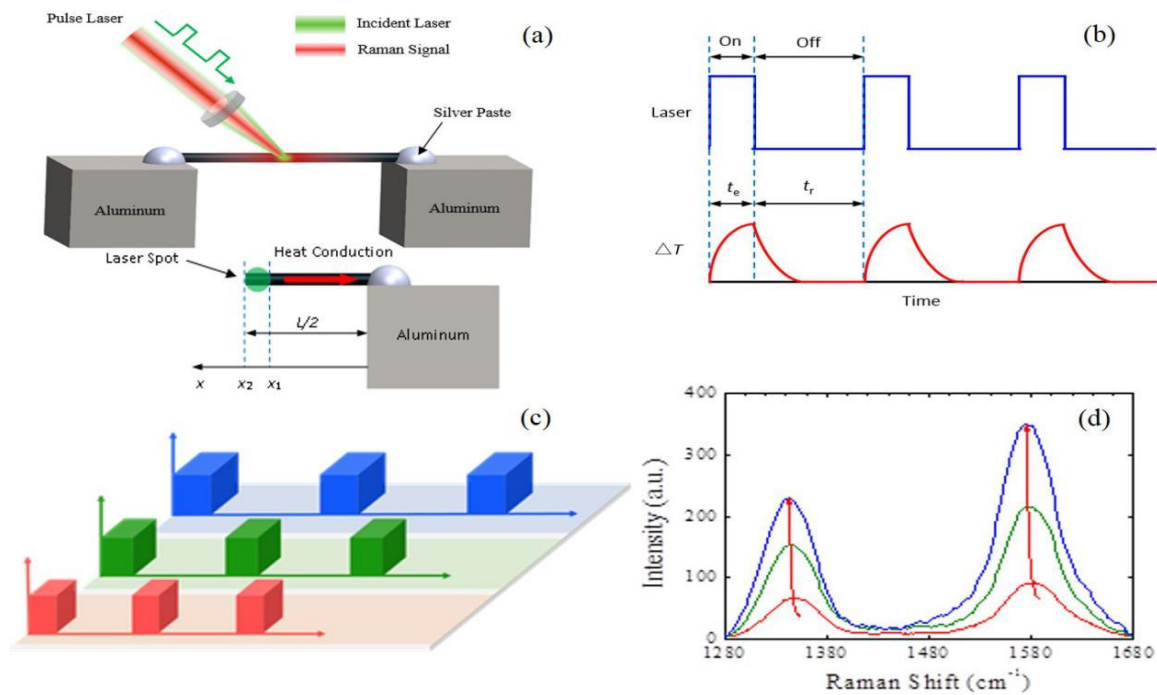 Pulse Laser
Incident Laser
Raman Signal
(a)
Silver Paste
Aluminum
Aluminum
Laser Spot
Heat Conduction
L/2
Aluminum
x
x₂
x₁
(b)
On
Off
Laser
tₑ
tᵣ
△T
Time
(c)
(d)
400
300
200
100
0
Intensity (a.u.)
1280
1380
1480
1580
1680
Raman Shift (cm⁻¹)